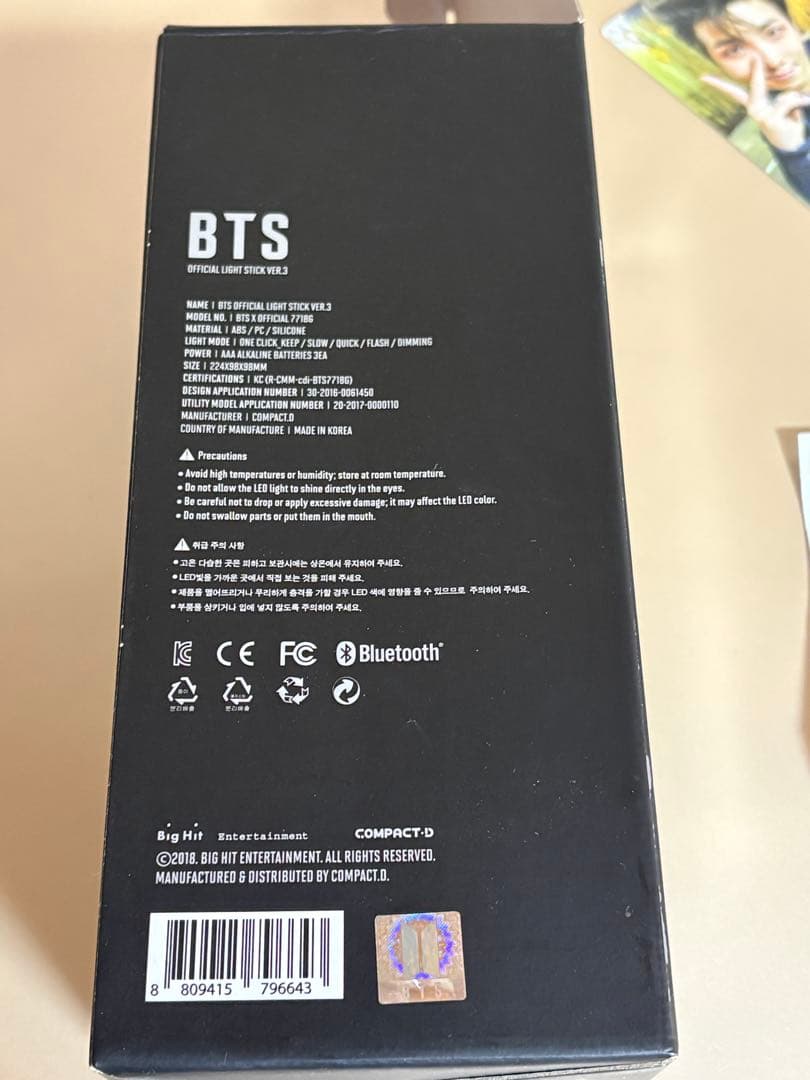 BTS
OFFICIAL LIGHT STICK VER.3
NAME | BTS OFFICIAL LIGHT STICK VER.3
MODEL NO. | BTS X OFFICIAL 7718G
MATERIAL | ABS / PC / SILICONE
LIGHT MODE | ONE CLICK_KEEP / SLOW / QUICK / FLASH / DIMMING
POWER | AAA ALKALINE BATTERIES 3EA
SIZE | 224X98X98MM
CERTIFICATIONS | KC (R-CMM-cdi-BTS7718G)
DESIGN APPLICATION NUMBER | 30-2016-0061450
UTILITY MODEL APPLICATION NUMBER | 20-2017-0000110
MANUFACTURER | COMPACT.D
COUNTRY OF MANUFACTURE | MADE IN KOREA
Precautions
• Avoid high temperatures or humidity; store at room temperature.
• Do not allow the LED light to shine directly in the eyes.
• Be careful not to drop or apply excessive damage; it may affect the LED color.
• Do not swallow parts or put them in the mouth.
취급 주의 사항
• 고온 다습한 곳은 피하고 보관시에는 상온에서 유지하여 주세요.
• LED빛을 가까운 곳에서 직접 보는 것을 피해 주세요.
• 제품을 떨어뜨리거나 무리하게 충격을 가할 경우 LED 색에 영향을 줄 수 있으므로 주의하여 주세요.
• 부품을 삼키거나 입에 넣지 않도록 주의하여 주세요.
KC CE FC Bluetooth®
종이
분리배출 분리배출
Big Hit Entertainment COMPACT·D
©2018. BIG HIT ENTERTAINMENT. ALL RIGHTS RESERVED.
MANUFACTURED & DISTRIBUTED BY COMPACT.D.
8 809415 796643
BTS